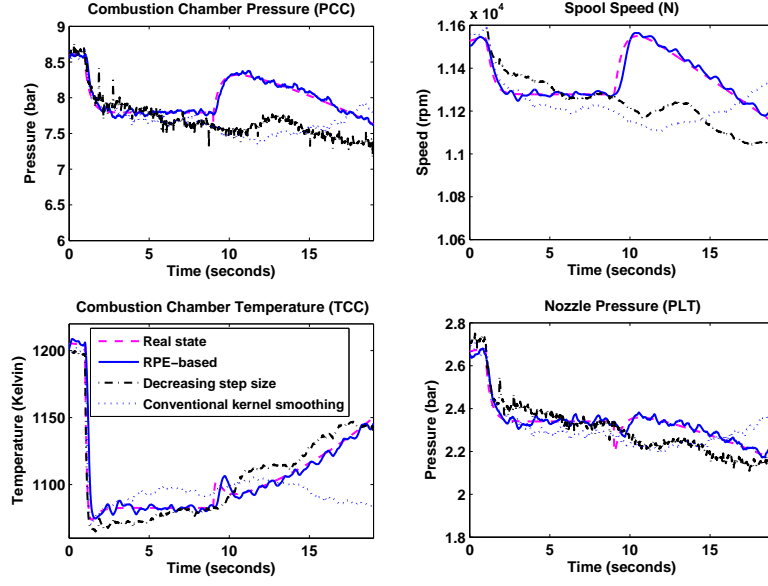 Combustion Chamber Pressure (PCC)
9
8.5
8
7.5
7
6.5
6
Pressure (bar)
0 5 10 15
Time (seconds)
Spool Speed (N)
x 10⁴
1.16
1.14
1.12
1.1
1.08
1.06
Speed (rpm)
0 5 10 15
Time (seconds)
Combustion Chamber Temperature (TCC)
1200
1150
1100
Temperature (Kelvin)
Real state
RPE−based
Decreasing step size
Conventional kernel smoothing
0 5 10 15
Time (seconds)
Nozzle Pressure (PLT)
2.8
2.6
2.4
2.2
2
1.8
Pressure (bar)
0 5 10 15
Time (seconds)